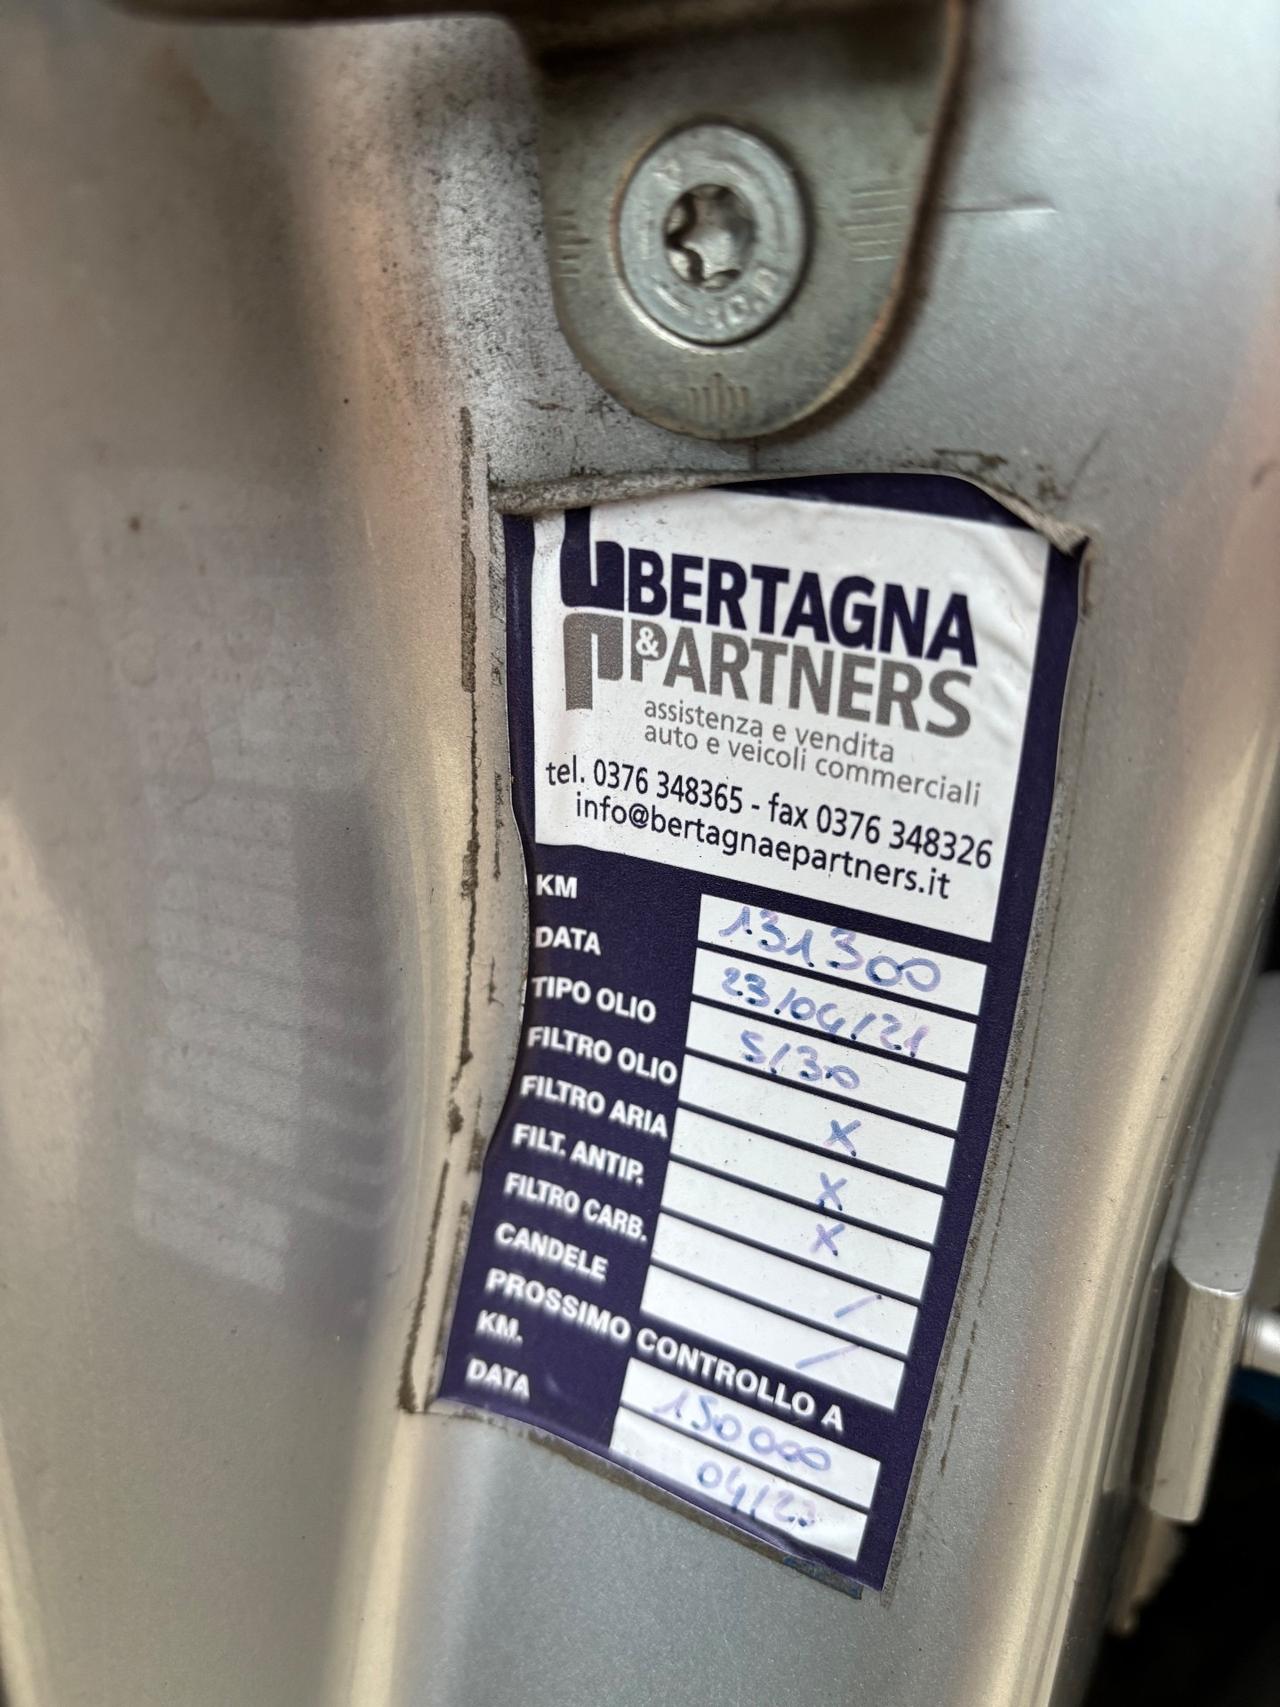 BERTAGNA
& PARTNERS
assistenza e vendita
auto e veicoli commerciali
tel. 0376 348365 - fax 0376 348326
info@bertagnaepartners.it
KM 131300
DATA 23/04/21
TIPO OLIO 5/30
FILTRO OLIO X
FILTRO ARIA X
FILT. ANTIP. X
FILTRO CARB. /
CANDELE /
PROSSIMO CONTROLLO A
KM. 150000
DATA 04/23